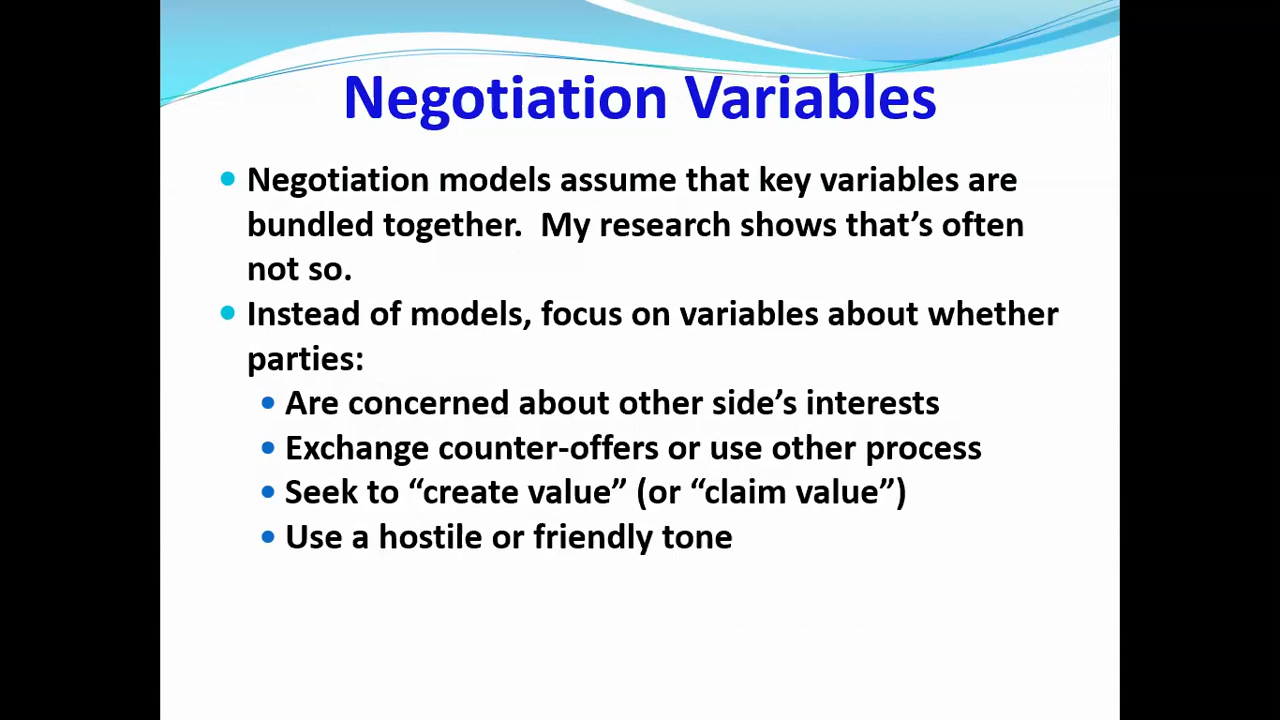 Negotiation Variables
• Negotiation models assume that key variables are
bundled together.  My research shows that’s often
not so.
• Instead of models, focus on variables about whether
parties:
• Are concerned about other side’s interests
• Exchange counter-offers or use other process
• Seek to “create value” (or “claim value”)
• Use a hostile or friendly tone